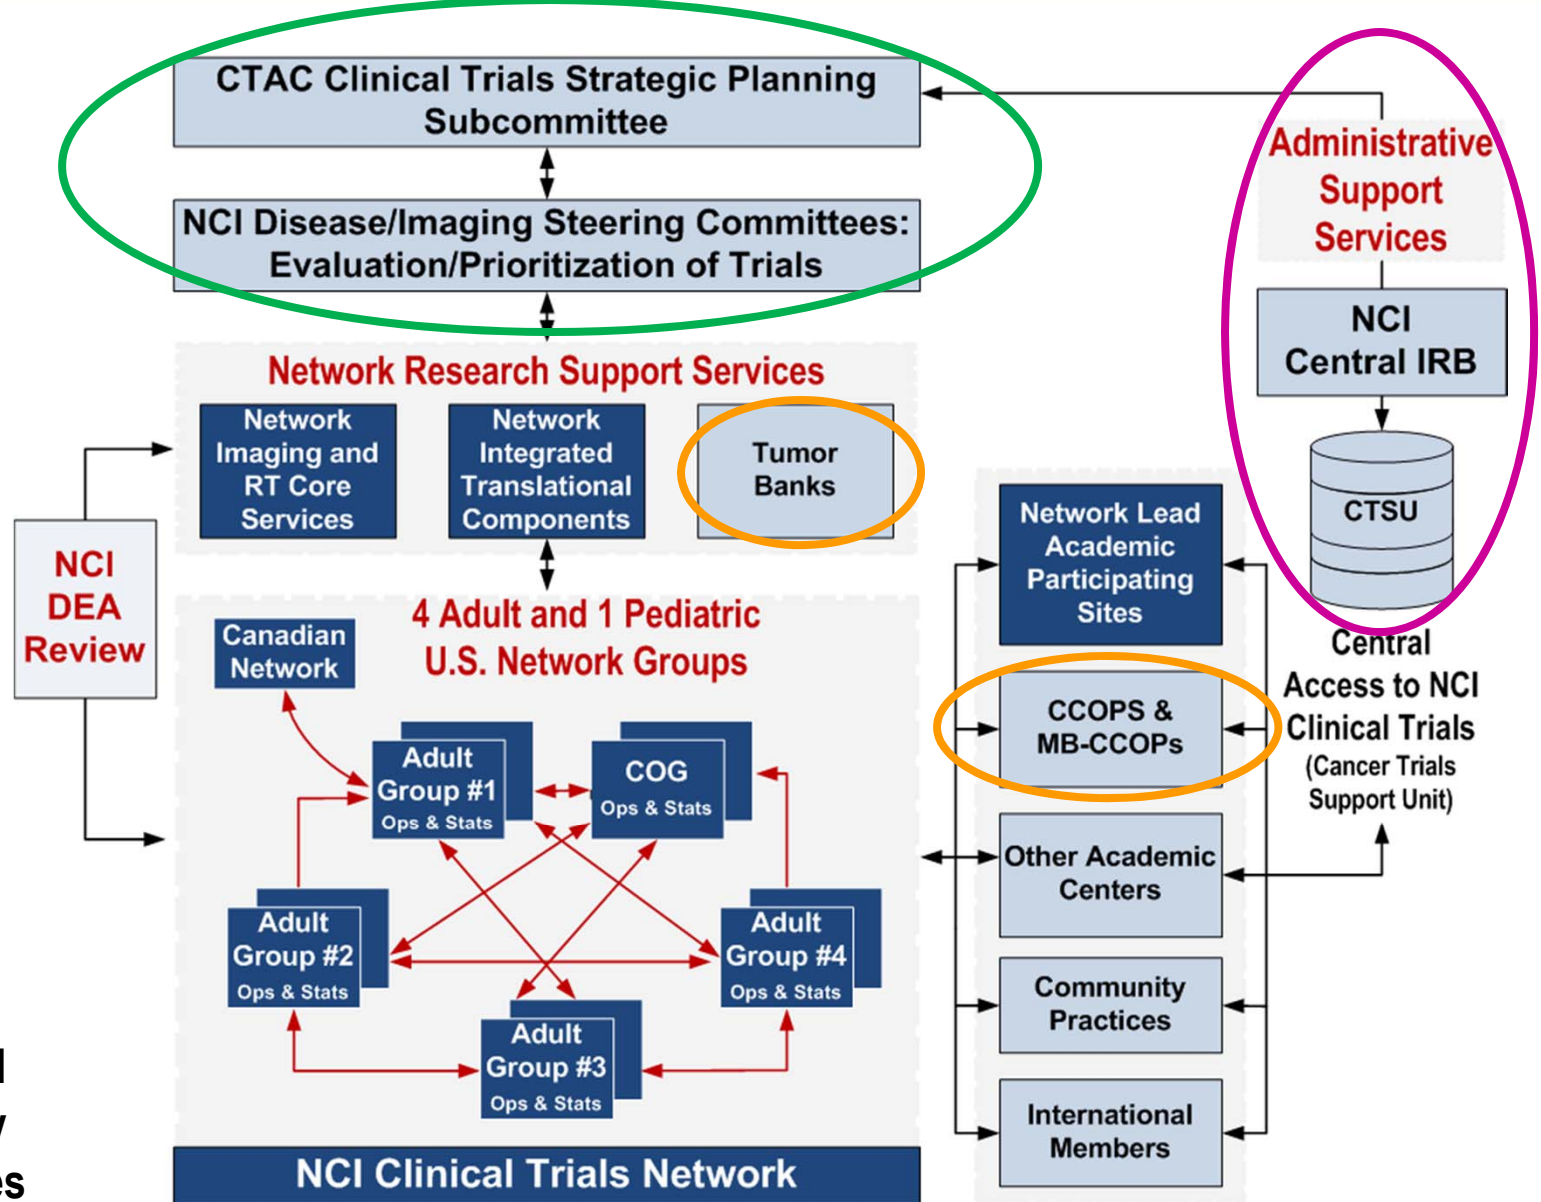 CTAC Clinical Trials Strategic Planning
Subcommittee
NCI Disease/Imaging Steering Committees:
Evaluation/Prioritization of Trials
Administrative
Support
Services
NCI
Central IRB
CTSU
Central
Access to NCI
Clinical Trials
(Cancer Trials
Support Unit)
Network Research Support Services
Network
Imaging and
RT Core
Services
Network
Integrated
Translational
Components
Tumor
Banks
NCI
DEA
Review
4 Adult and 1 Pediatric
U.S. Network Groups
Canadian
Network
Adult
Group #1
Ops & Stats
COG
Ops & Stats
Adult
Group #2
Ops & Stats
Adult
Group #4
Ops & Stats
Adult
Group #3
Ops & Stats
NCI Clinical Trials Network
Network Lead
Academic
Participating
Sites
CCOPS &
MB-CCOPs
Other Academic
Centers
Community
Practices
International
Members